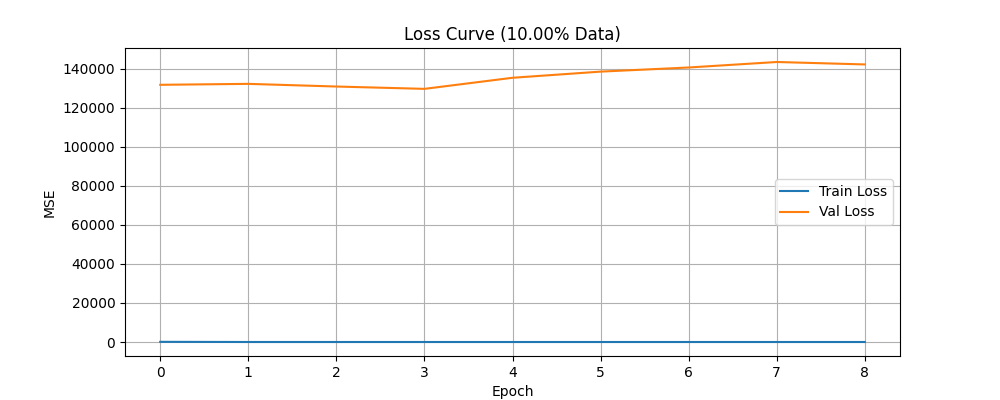 Loss Curve (10.00% Data)
140000
120000
100000
80000
60000
40000
20000
0
MSE
Train Loss
Val Loss
0 1 2 3 4 5 6 7 8
Epoch